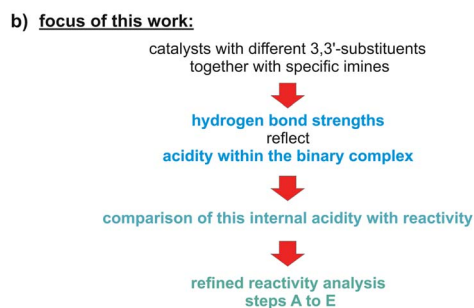 b) focus of this work:
catalysts with different 3,3'-substituents
together with specific imines
hydrogen bond strengths
reflect
acidity within the binary complex
comparison of this internal acidity with reactivity
refined reactivity analysis
steps A to E